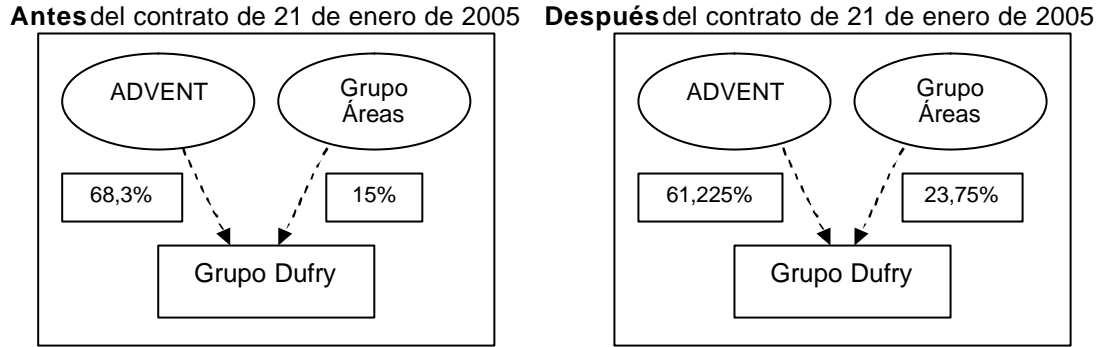 Antes del contrato de 21 de enero de 2005
ADVENT
Grupo
Áreas
68,3%
15%
Grupo Dufry
Después del contrato de 21 de enero de 2005
ADVENT
Grupo
Áreas
61,225%
23,75%
Grupo Dufry